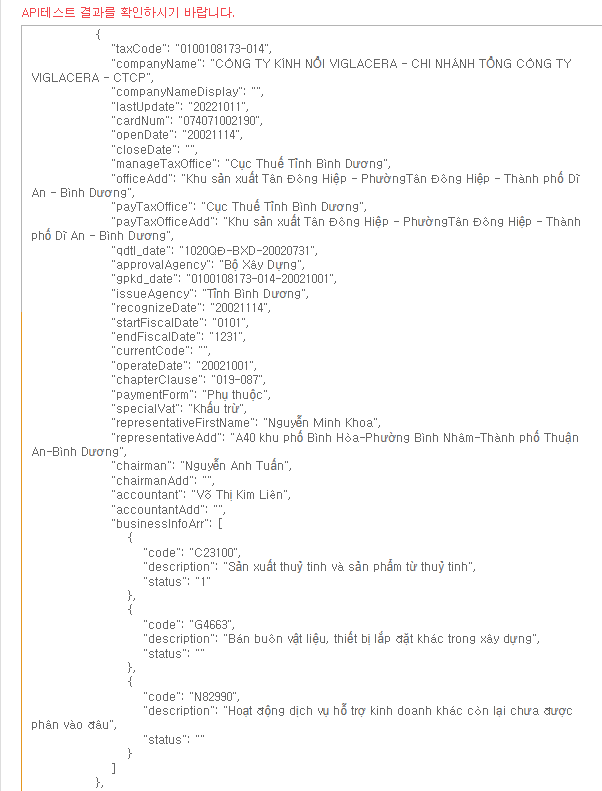 API테스트 결과를 확인하시기 바랍니다.
{
"taxCode": "0100108173-014",
"companyName": "CÔNG TY KÍNH NỔI VIGLACERA - CHI NHÁNH TỔNG CÔNG TY
VIGLACERA - CTCP",
"companyNameDisplay": "",
"lastUpdate": "20221011",
"cardNum": "074071002190",
"openDate": "20021114",
"closeDate": "",
"manageTaxOffice": "Cục Thuế Tỉnh Bình Dương",
"officeAdd": "Khu sản xuất Tân Đông Hiệp - PhườngTân Đông Hiệp - Thành phố Dĩ
An - Bình Dương",
"payTaxOffice": "Cục Thuế Tỉnh Bình Dương",
"payTaxOfficeAdd": "Khu sản xuất Tân Đông Hiệp - PhườngTân Đông Hiệp - Thành
phố Dĩ An - Bình Dương",
"qdtl_date": "1020QĐ-BXD-20020731",
"approvalAgency": "Bộ Xây Dựng",
"gpkd_date": "0100108173-014-20021001",
"issueAgency": "Tỉnh Bình Dương",
"recognizeDate": "20021114",
"startFiscalDate": "0101",
"endFiscalDate": "1231",
"currentCode": "",
"operateDate": "20021001",
"chapterClause": "019-087",
"paymentForm": "Phụ thuộc",
"specialVat": "Khấu trừ",
"representativeFirstName": "Nguyễn Minh Khoa",
"representativeAdd": "A40 khu phố Bình Hòa-Phường Bình Nhâm-Thành phố Thuận
An-Bình Dương",
"chairman": "Nguyễn Anh Tuấn",
"chairmanAdd": "",
"accountant": "Võ Thị Kim Liên",
"accountantAdd": "",
"businessInfoArr": [
{
"code": "C23100",
"description": "Sản xuất thuỷ tinh và sản phẩm từ thuỷ tinh",
"status": "1"
},
{
"code": "G4663",
"description": "Bán buôn vật liệu, thiết bị lắp đặt khác trong xây dựng",
"status": ""
},
{
"code": "N82990",
"description": "Hoạt động dịch vụ hỗ trợ kinh doanh khác còn lại chưa được
phân vào đâu",
"status": ""
}
]
},